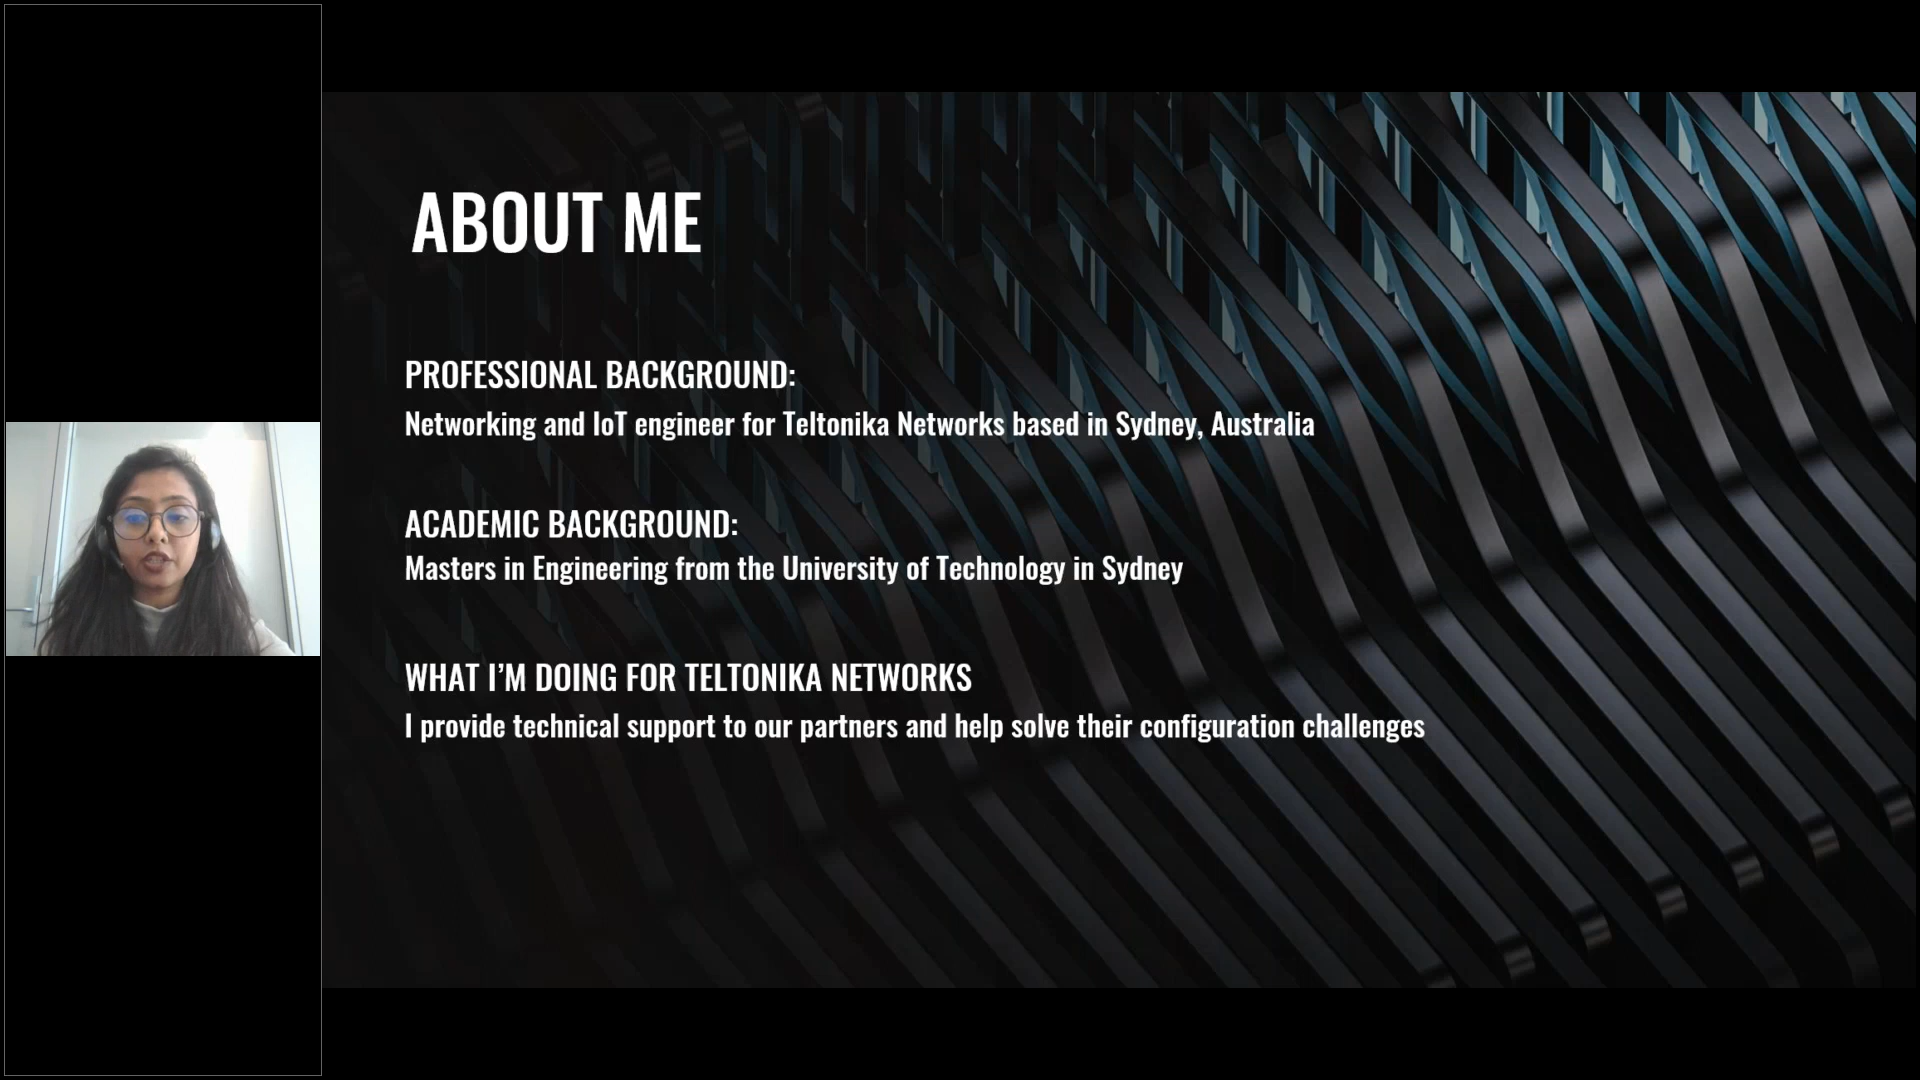 ABOUT ME
PROFESSIONAL BACKGROUND:
Networking and IoT engineer for Teltonika Networks based in Sydney, Australia
ACADEMIC BACKGROUND:
Masters in Engineering from the University of Technology in Sydney
WHAT I’M DOING FOR TELTONIKA NETWORKS
I provide technical support to our partners and help solve their configuration challenges